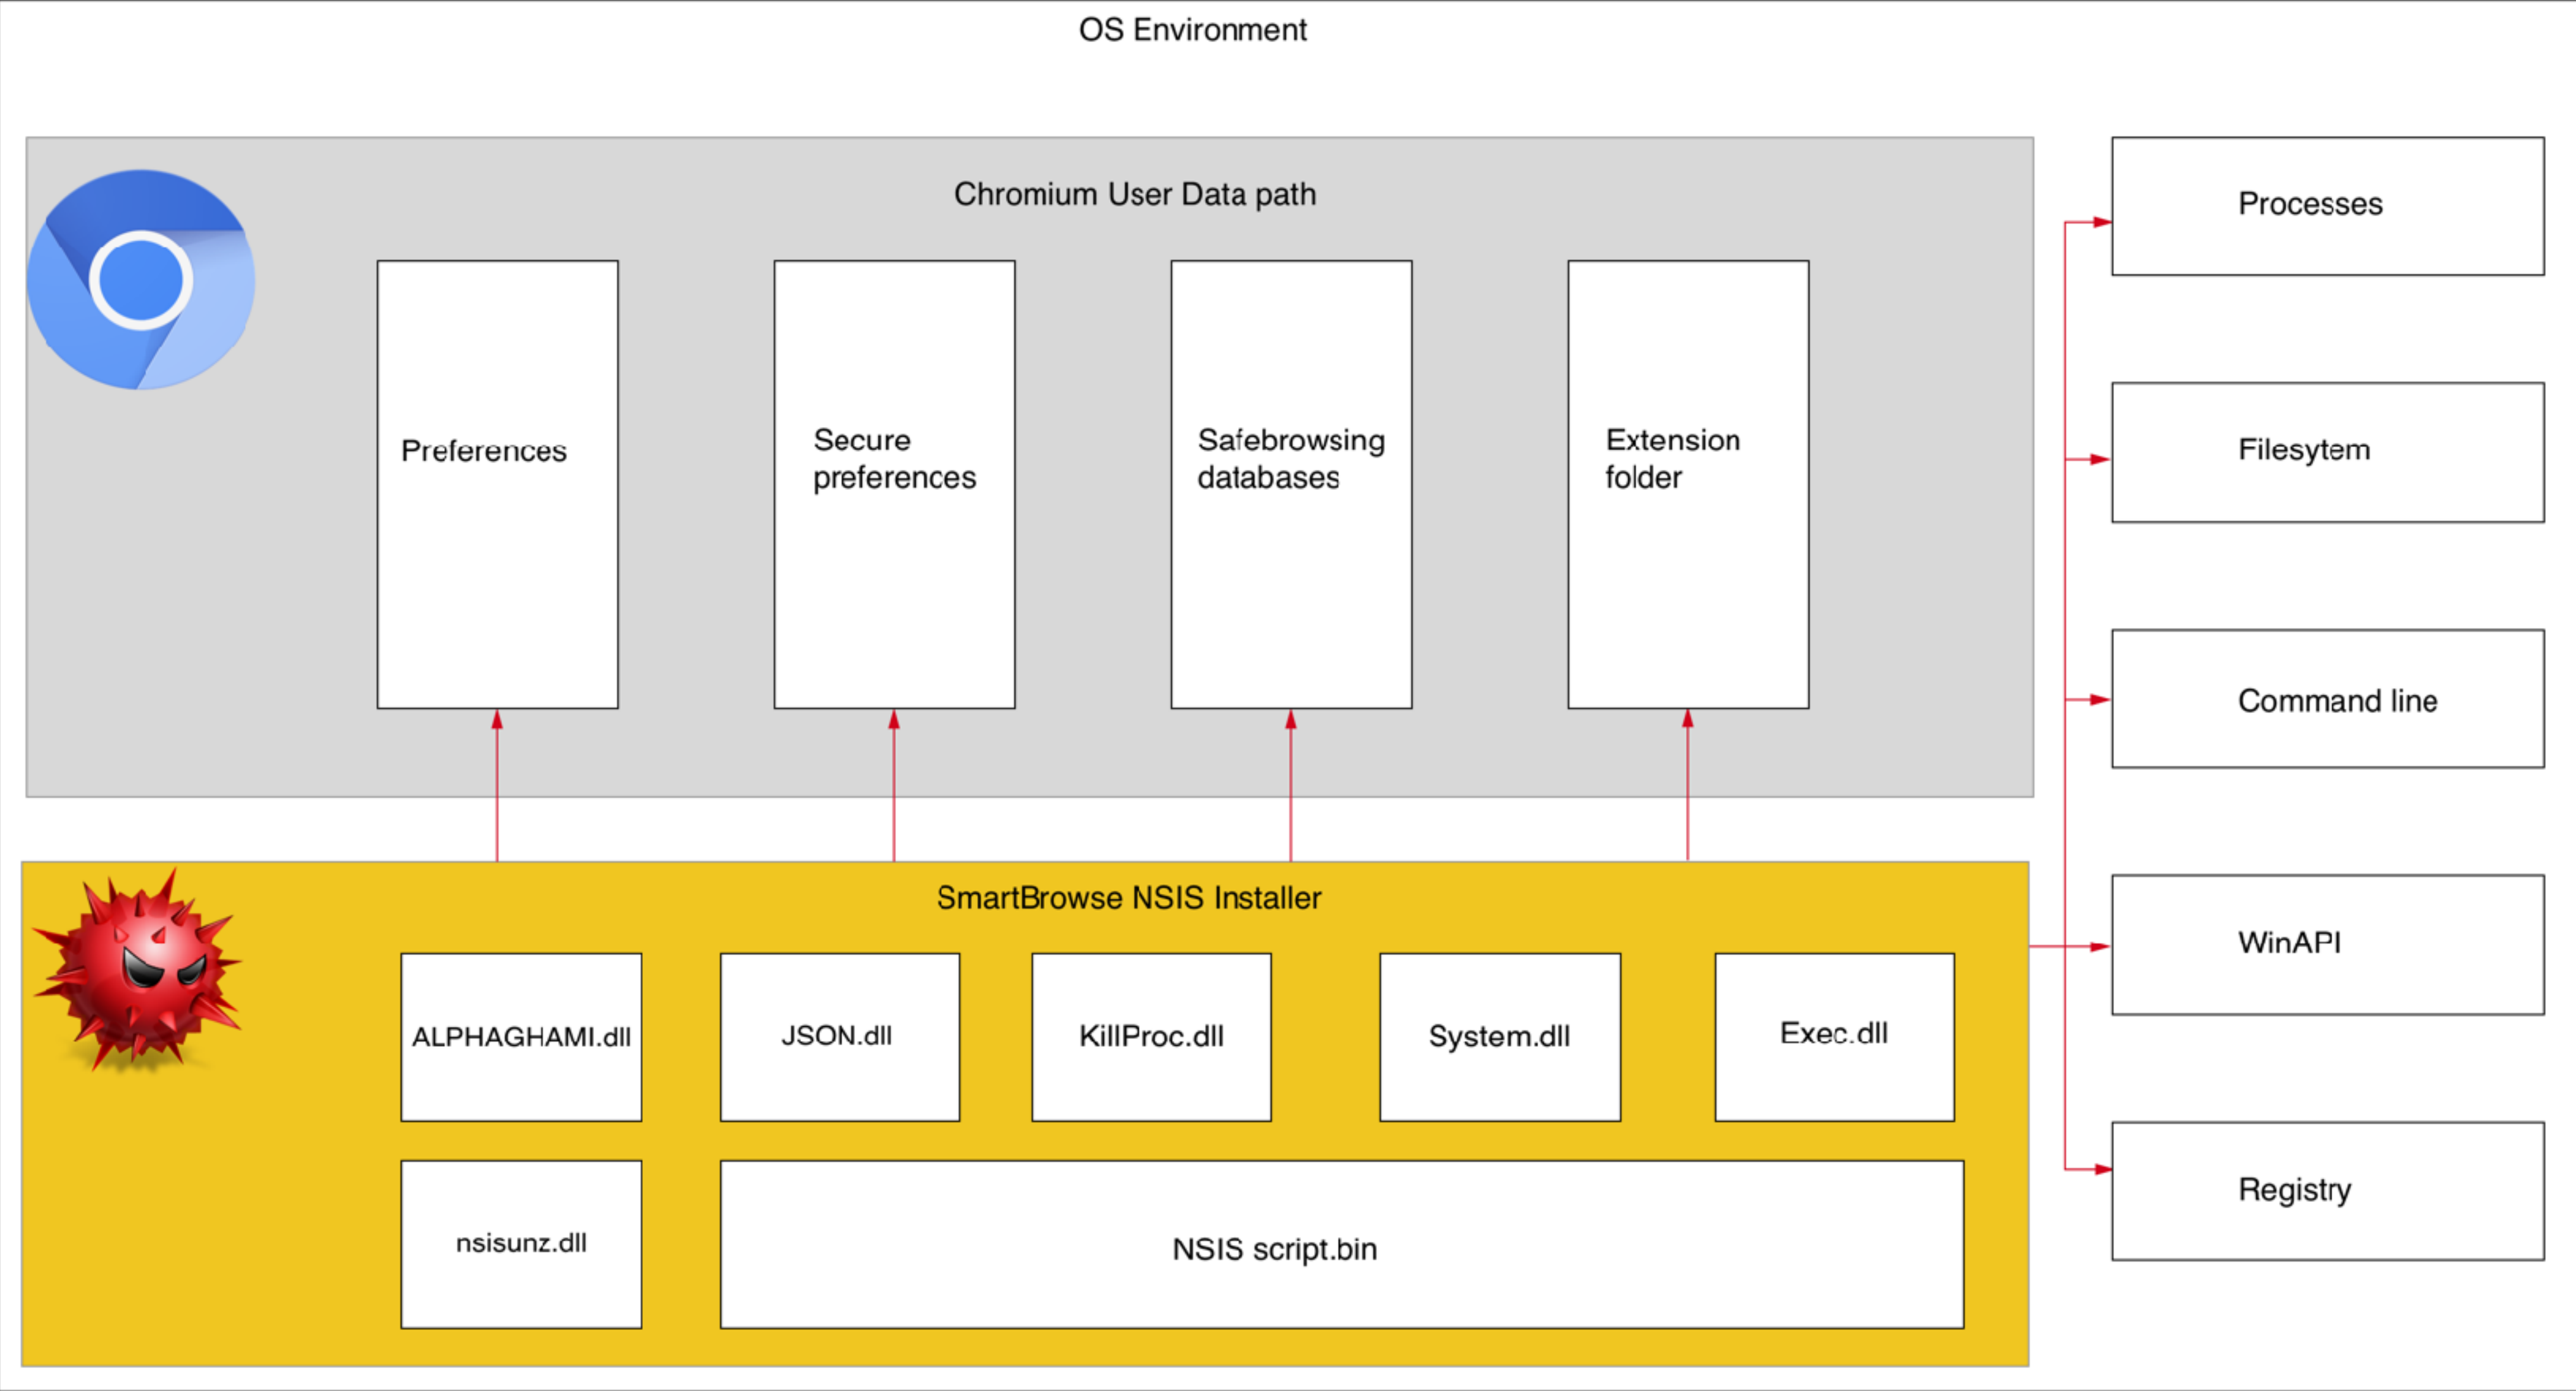 OS Environment
Chromium User Data path
Preferences
Secure
preferences
Safebrowsing
databases
Extension
folder
Processes
Filesytem
Command line
WinAPI
Registry
SmartBrowse NSIS Installer
ALPHAGHAMI.dll
JSON.dll
KillProc.dll
System.dll
Exec.dll
nsisunz.dll
NSIS script.bin